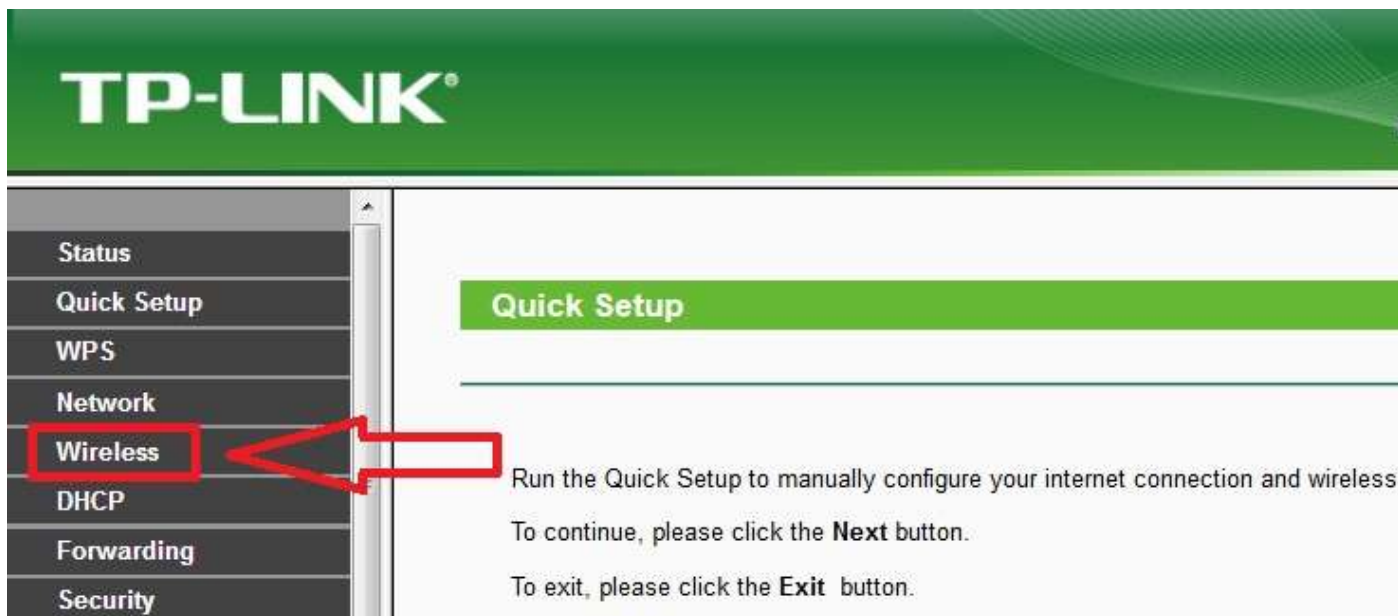 TP-LINK®
Status
Quick Setup
WPS
Network
Wireless
DHCP
Forwarding
Security
Quick Setup
Run the Quick Setup to manually configure your internet connection and wireless
To continue, please click the Next button.
To exit, please click the Exit button.